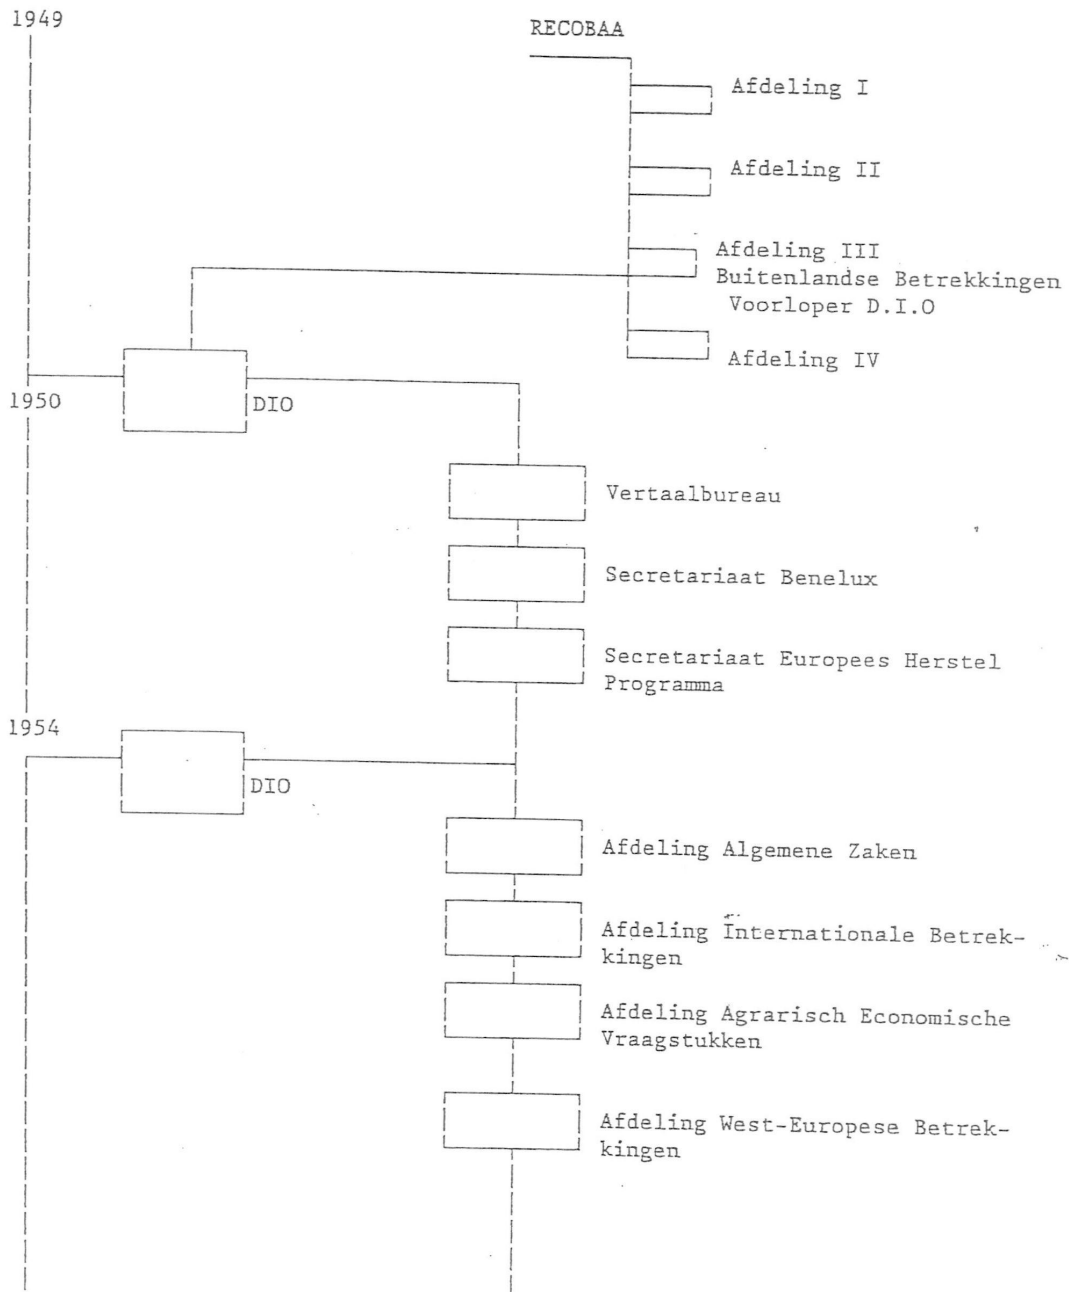 1949
RECOBAA
Afdeling I
Afdeling II
Afdeling III
Buitenlandse Betrekkingen
Voorloper D.I.O
Afdeling IV
1950
DIO
Vertaalbureau
Secretariaat Benelux
Secretariaat Europees Herstel
Programma
1954
DIO
Afdeling Algemene Zaken
Afdeling Internationale Betrek-
kingen
Afdeling Agrarisch Economische
Vraagstukken
Afdeling West-Europese Betrek-
kingen